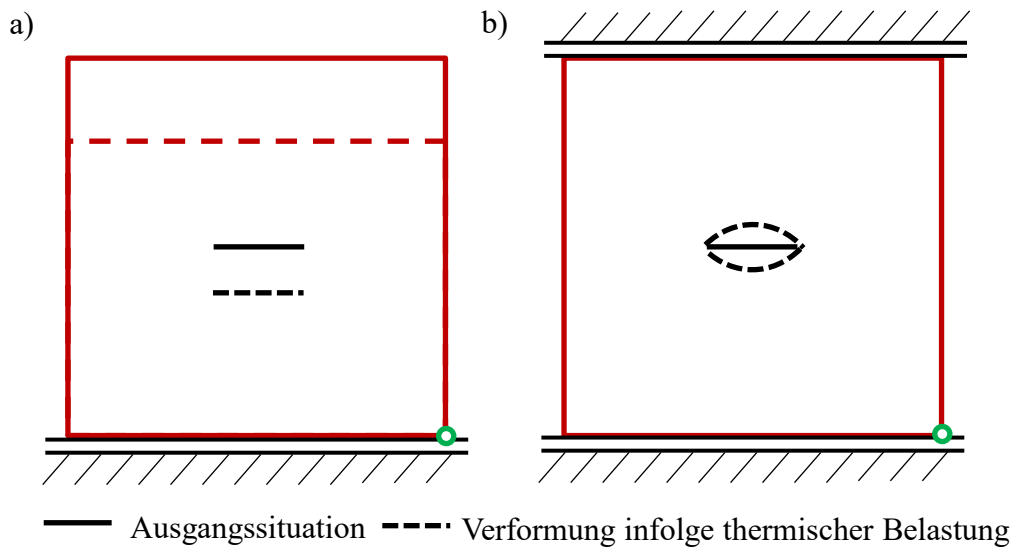 a)
b)
Ausgangssituation
Verformung infolge thermischer Belastung